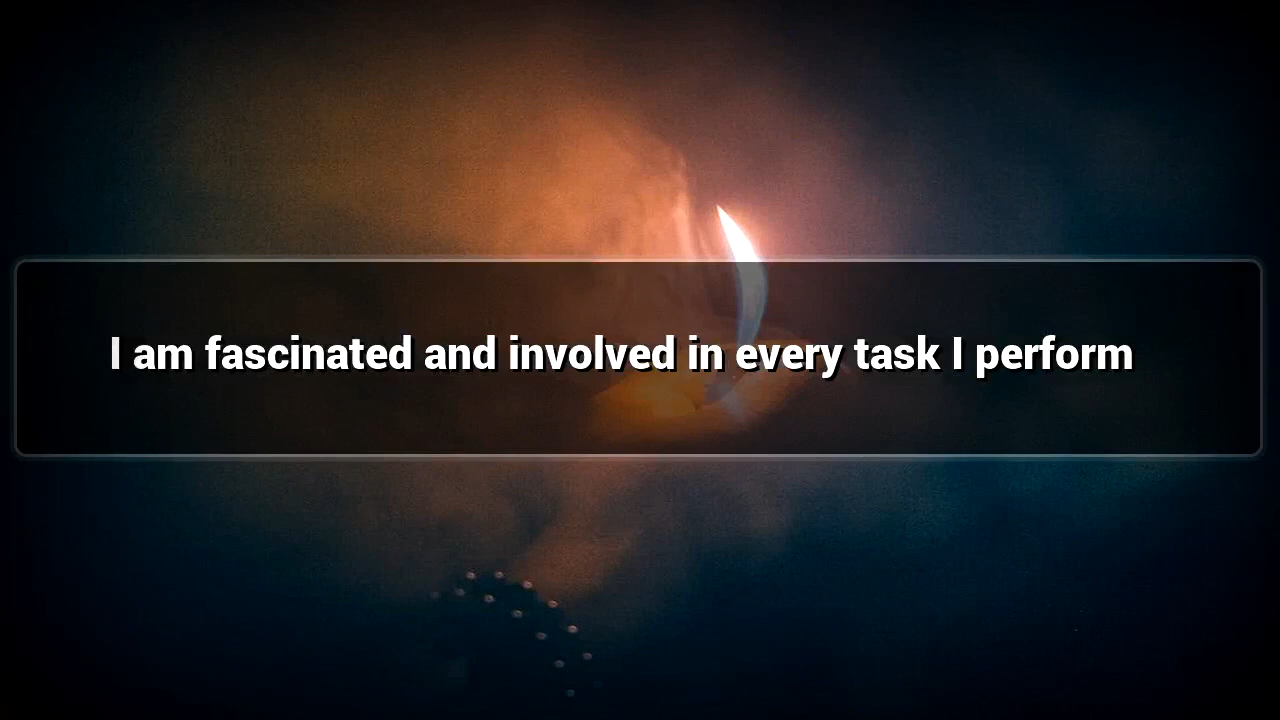 I am fascinated and involved in every task I perform